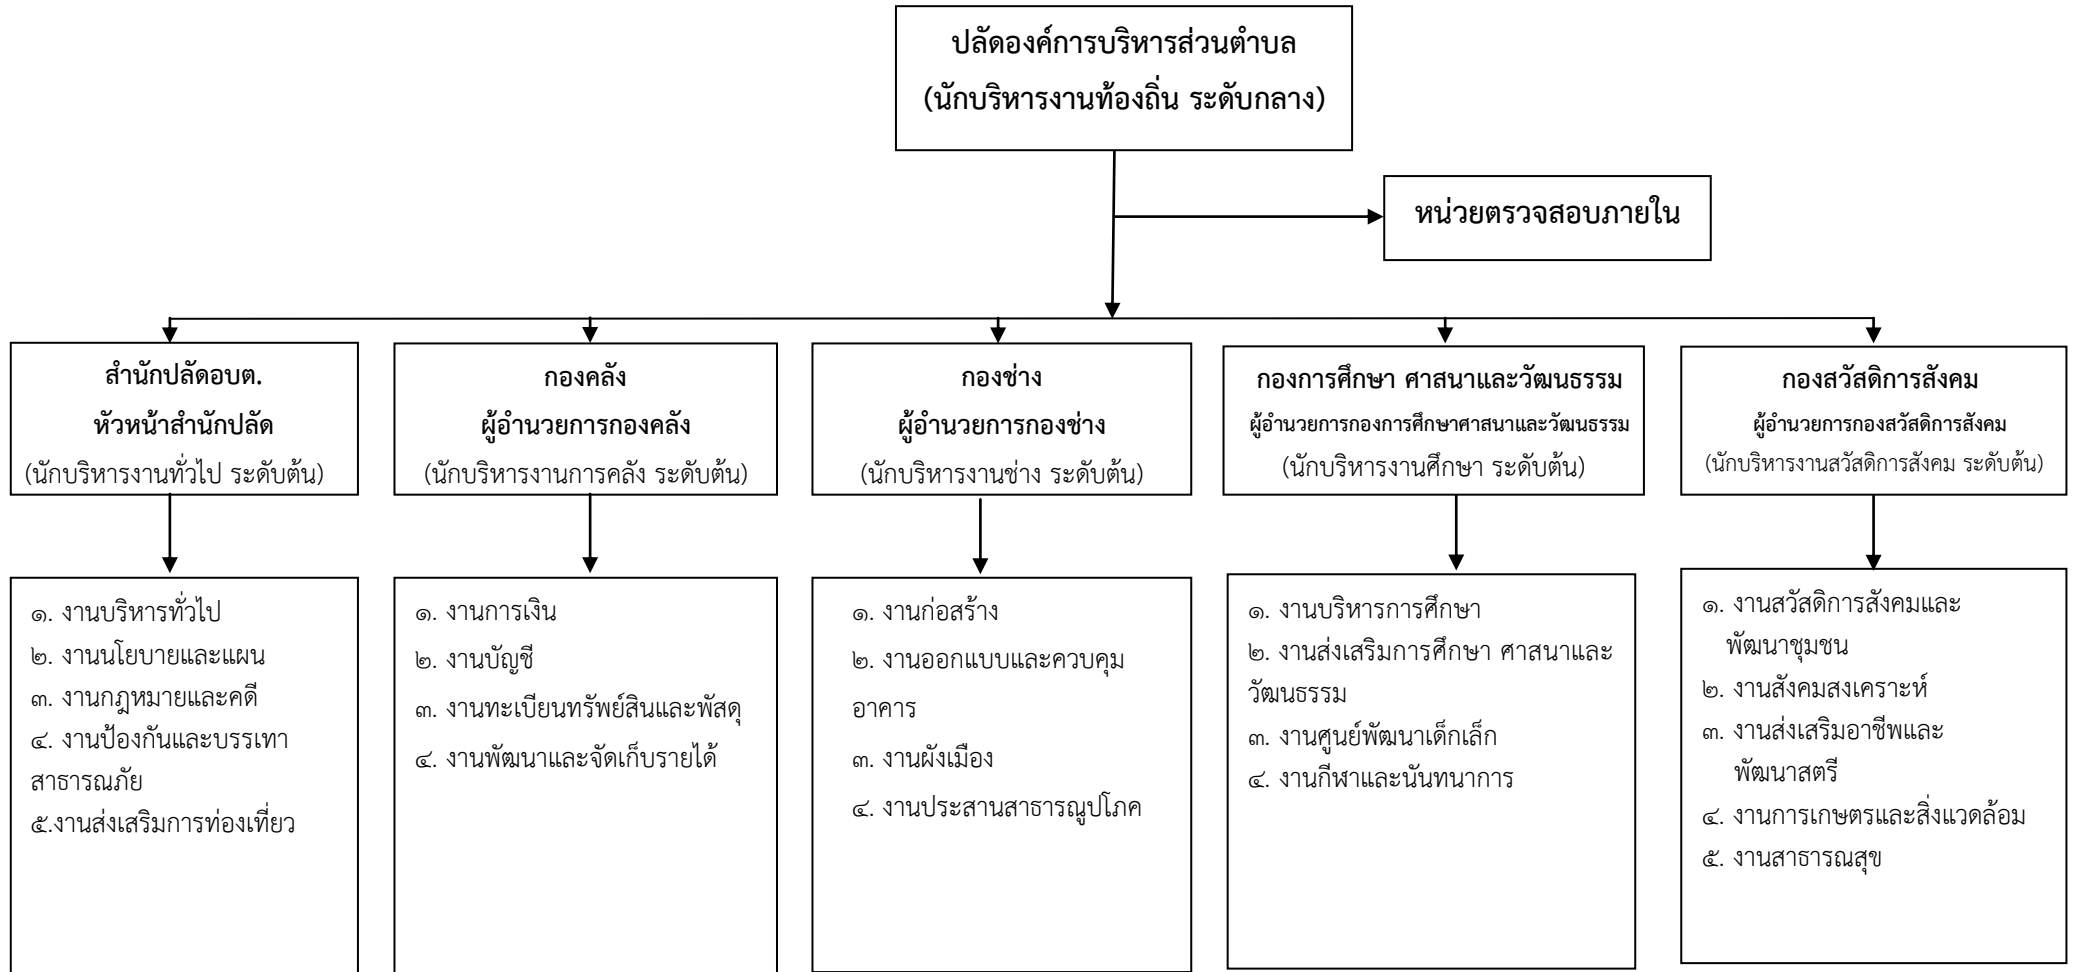 ปลัดองค์การบริหารส่วนตำบล
(นักบริหารงานท้องถิ่น ระดับกลาง)
หน่วยตรวจสอบภายใน
สำนักปลัดอบต.
หัวหน้าสำนักปลัด
(นักบริหารงานทั่วไป ระดับต้น)
กองคลัง
ผู้อำนวยการกองคลัง
(นักบริหารงานการคลัง ระดับต้น)
กองช่าง
ผู้อำนวยการกองช่าง
(นักบริหารงานช่าง ระดับต้น)
กองการศึกษา ศาสนาและวัฒนธรรม
ผู้อำนวยการกองการศึกษาศาสนาและวัฒนธรรม
(นักบริหารงานศึกษา ระดับต้น)
กองสวัสดิการสังคม
ผู้อำนวยการกองสวัสดิการสังคม
(นักบริหารงานสวัสดิการสังคม ระดับต้น)
๑. งานบริหารทั่วไป
๒. งานนโยบายและแผน
๓. งานกฎหมายและคดี
๔. งานป้องกันและบรรเทา
สาธารณภัย
๕.งานส่งเสริมการท่องเที่ยว
๑. งานการเงิน
๒. งานบัญชี
๓. งานทะเบียนทรัพย์สินและพัสดุ
๔. งานพัฒนาและจัดเก็บรายได้
๑. งานก่อสร้าง
๒. งานออกแบบและควบคุม
อาคาร
๓. งานผังเมือง
๔. งานประสานสาธารณูปโภค
๑. งานบริหารการศึกษา
๒. งานส่งเสริมการศึกษา ศาสนาและ
วัฒนธรรม
๓. งานศูนย์พัฒนาเด็กเล็ก
๔. งานกีฬาและนันทนาการ
๑. งานสวัสดิการสังคมและ
พัฒนาชุมชน
๒. งานสังคมสงเคราะห์
๓. งานส่งเสริมอาชีพและ
พัฒนาสตรี
๔. งานการเกษตรและสิ่งแวดล้อม
๕. งานสาธารณสุข